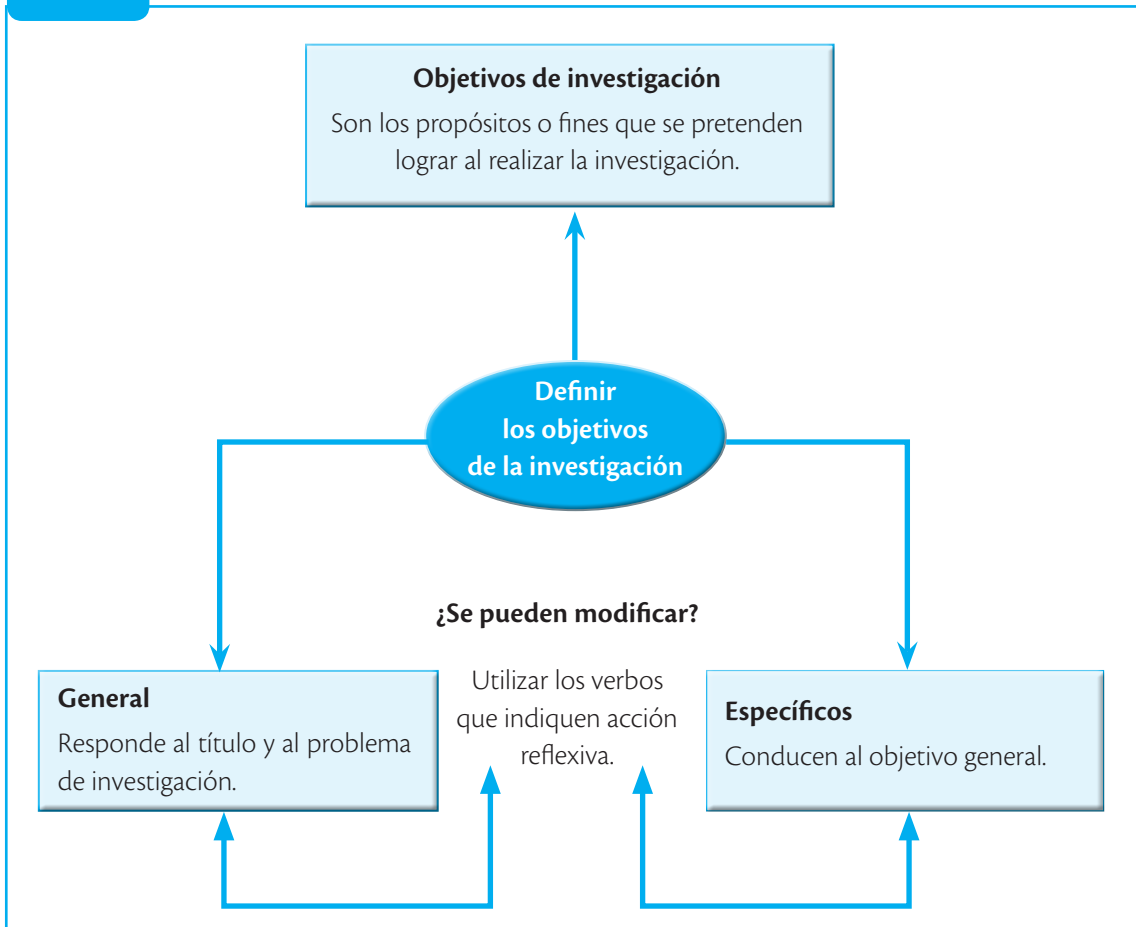 Objetivos de investigación
Son los propósitos o fines que se pretenden
lograr al realizar la investigación.
Definir
los objetivos
de la investigación
¿Se pueden modificar?
Utilizar los verbos
que indiquen acción
reflexiva.
General
Responde al título y al problema
de investigación.
Específicos
Conducen al objetivo general.